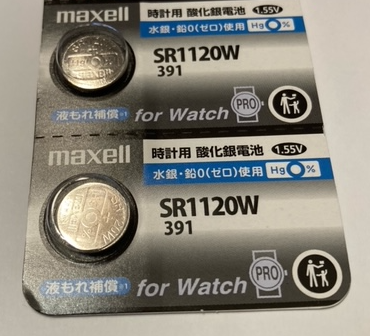 maxell
時計用 酸化銀電池 1.55V
水銀・鉛0(ゼロ)使用 Hg 0%
SR1120W
391
液もれ補償※1 for Watch PRO
maxell
時計用 酸化銀電池 1.55V
水銀・鉛0(ゼロ)使用 Hg 0%
SR1120W
391
液もれ補償※1 for Watch PRO